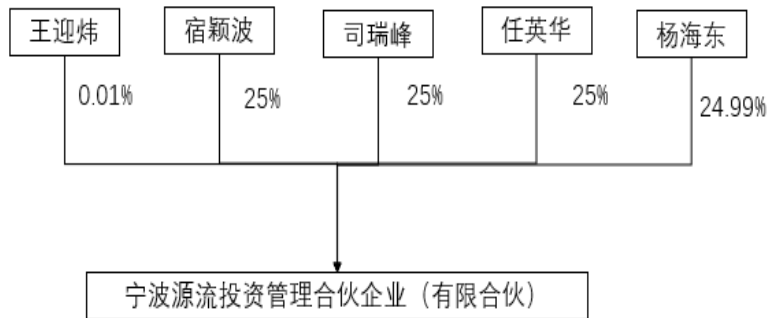 王迎炜
宿颖波
司瑞峰
任英华
杨海东
0.01%
25%
25%
25%
24.99%
宁波源流投资管理合伙企业（有限合伙）